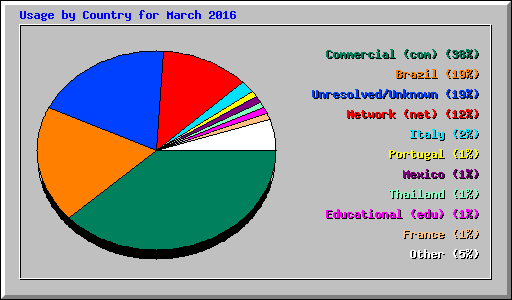 Usage by Country for March 2016
Commercial (com) (38%)
Brazil (19%)
Unresolved/Unknown (19%)
Network (net) (12%)
Italy (2%)
Portugal (1%)
Mexico (1%)
Thailand (1%)
Educational (edu) (1%)
France (1%)
Other (5%)